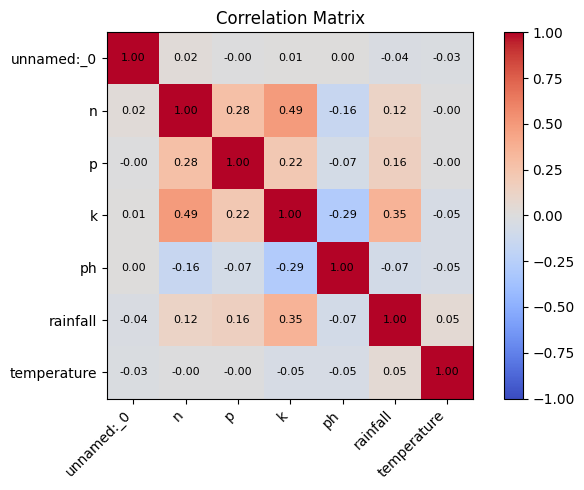 Correlation Matrix
unnamed:_0 1.00 0.02 -0.00 0.01 0.00 -0.04 -0.03
n 0.02 1.00 0.28 0.49 -0.16 0.12 -0.00
p -0.00 0.28 1.00 0.22 -0.07 0.16 -0.00
k 0.01 0.49 0.22 1.00 -0.29 0.35 -0.05
ph 0.00 -0.16 -0.07 -0.29 1.00 -0.07 -0.05
rainfall -0.04 0.12 0.16 0.35 -0.07 1.00 0.05
temperature -0.03 -0.00 -0.00 -0.05 -0.05 0.05 1.00
unnamed:_0 n p k ph rainfall temperature
1.00
0.75
0.50
0.25
0.00
−0.25
−0.50
−0.75
−1.00